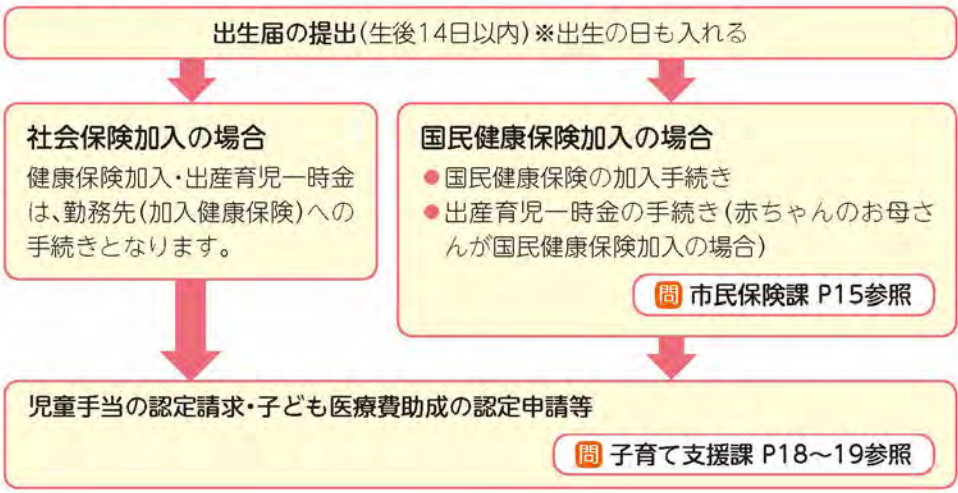 出生届の提出(生後14日以内)※出生の日も入れる
社会保険加入の場合
健康保険加入・出産育児一時金
は、勤務先(加入健康保険)への
手続きとなります。
国民健康保険加入の場合
●国民健康保険の加入手続き
●出産育児一時金の手続き(赤ちゃんのお母さ
んが国民健康保険加入の場合)
問 市民保険課 P15参照
児童手当の認定請求・子ども医療費助成の認定申請等
問 子育て支援課 P18〜19参照